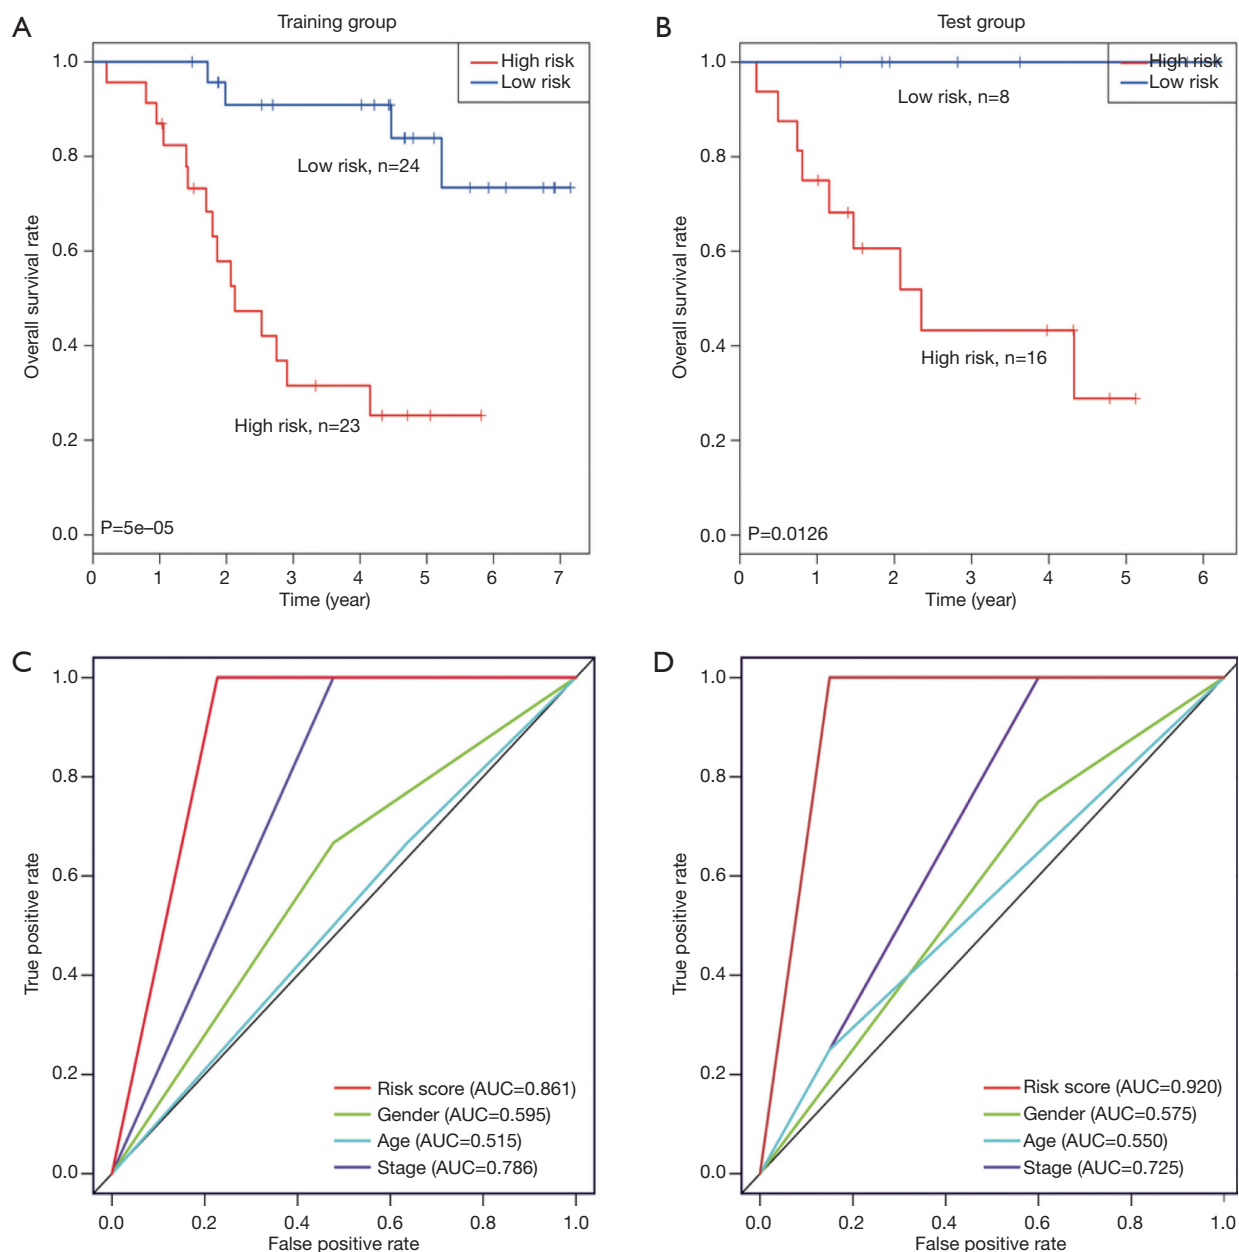 A
Training group
1.0
0.8
0.6
0.4
0.2
0.0
Overall survival rate
High risk
Low risk
Low risk, n=24
High risk, n=23
P=5e–05
0 1 2 3 4 5 6 7
Time (year)
B
Test group
1.0
0.8
0.6
0.4
0.2
0.0
Overall survival rate
High risk
Low risk
Low risk, n=8
High risk, n=16
P=0.0126
0 1 2 3 4 5 6
Time (year)
C
1.0
0.8
0.6
0.4
0.2
0.0
True positive rate
Risk score (AUC=0.861)
Gender (AUC=0.595)
Age (AUC=0.515)
Stage (AUC=0.786)
0.0 0.2 0.4 0.6 0.8 1.0
False positive rate
D
1.0
0.8
0.6
0.4
0.2
0.0
True positive rate
Risk score (AUC=0.920)
Gender (AUC=0.575)
Age (AUC=0.550)
Stage (AUC=0.725)
0.0 0.2 0.4 0.6 0.8 1.0
False positive rate